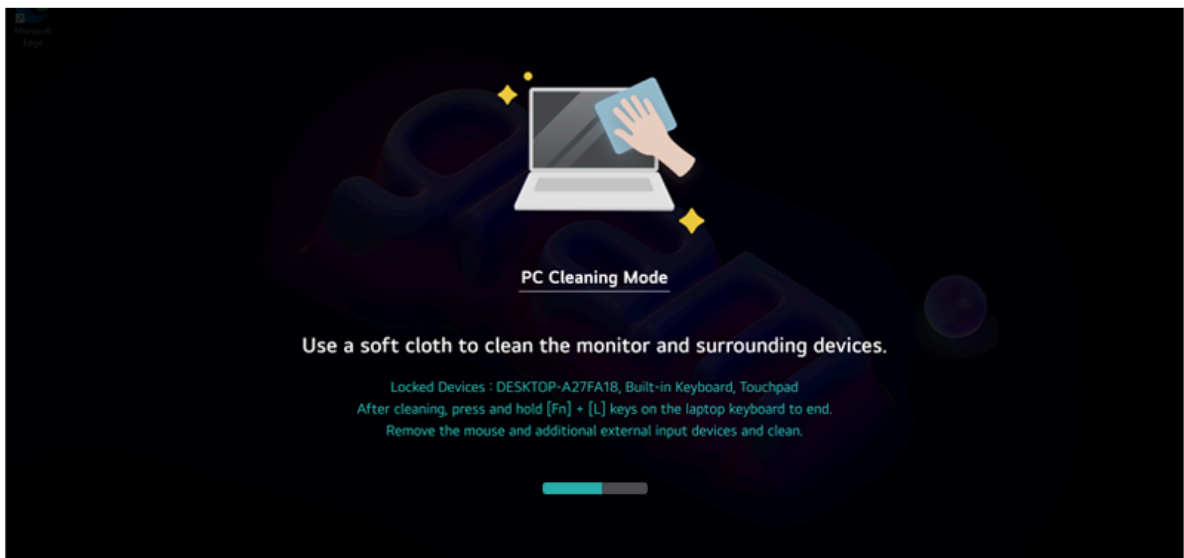 Microsoft
Edge
PC Cleaning Mode
Use a soft cloth to clean the monitor and surrounding devices.
Locked Devices : DESKTOP-A27FA18, Built-in Keyboard, Touchpad
After cleaning, press and hold [Fn] + [L] keys on the laptop keyboard to end.
Remove the mouse and additional external input devices and clean.